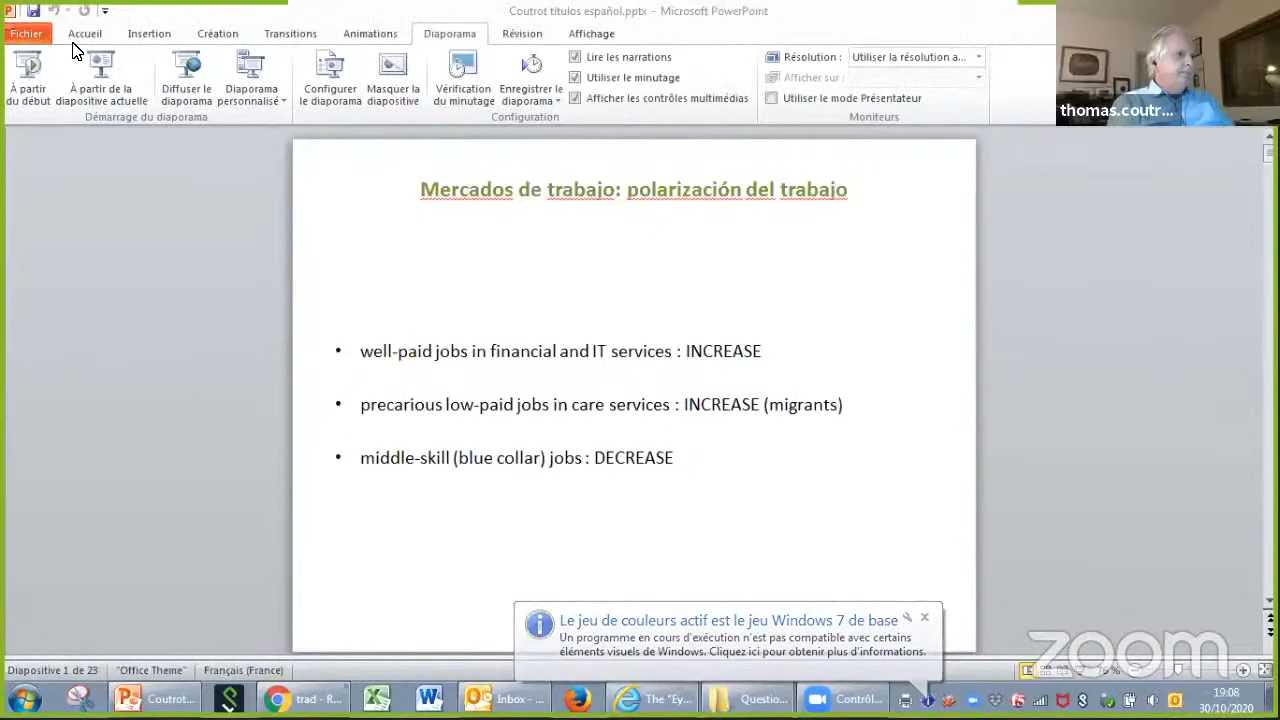 Coutrot títulos español.pptx - Microsoft PowerPoint
Fichier Accueil Insertion Création Transitions Animations Diaporama Révision Affichage
À partir du début
À partir de la diapositive actuelle
Diffuser le diaporama
Diaporama personnalisé
Démarrage du diaporama
Configurer le diaporama
Masquer la diapositive
Vérification du minutage
Enregistrer le diaporama
Lire les narrations
Utiliser le minutage
Afficher les contrôles multimédias
Configuration
Résolution : Utiliser la résolution a...
Afficher sur :
Utiliser le mode Présentateur
Moniteurs
thomas.coutr...
Mercados de trabajo: polarización del trabajo
• well-paid jobs in financial and IT services : INCREASE
• precarious low-paid jobs in care services : INCREASE (migrants)
• middle-skill (blue collar) jobs : DECREASE
Le jeu de couleurs actif est le jeu Windows 7 de base
Un programme en cours d'exécution n'est pas compatible avec certains
éléments visuels de Windows. Cliquez ici pour obtenir plus d'informations.
zoom
Diapositive 1 de 23 "Office Theme" Français (France)
Coutrot... trad - R... Inbox - ... The "Ey... Questio... Contrôl...
19:08
30/10/2020